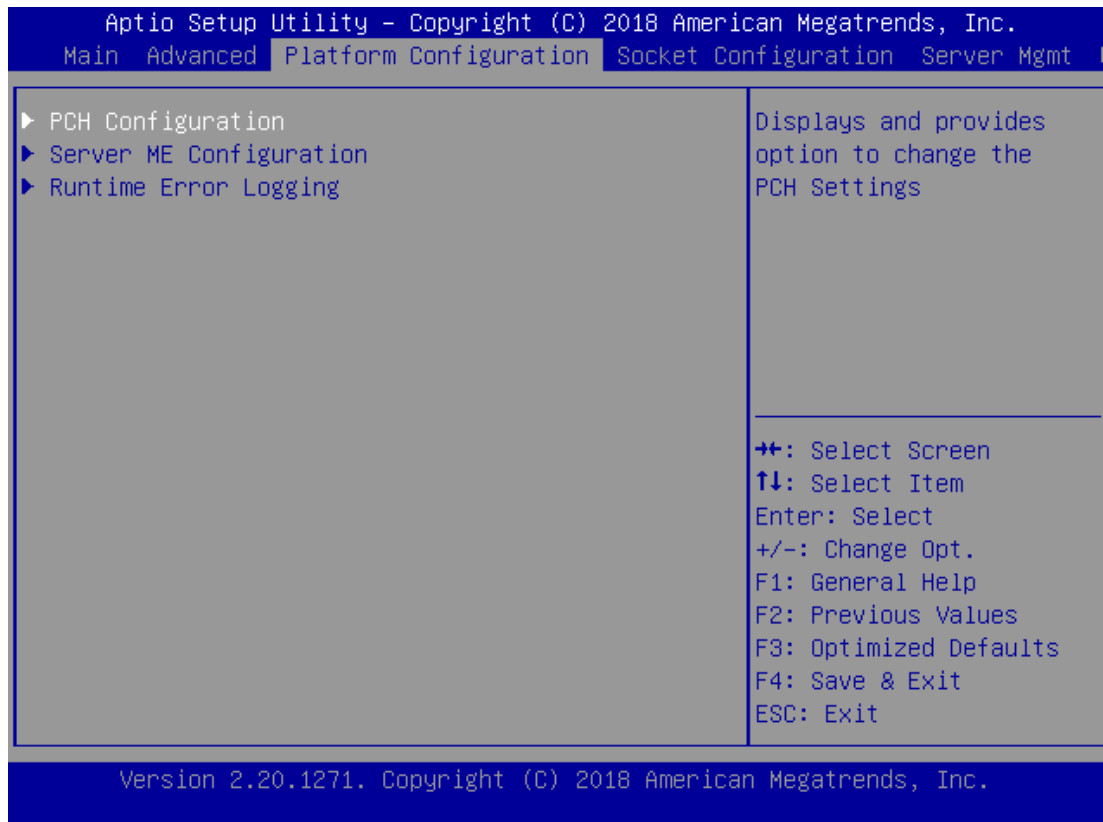 Aptio Setup Utility – Copyright (C) 2018 American Megatrends, Inc.
Main Advanced Platform Configuration Socket Configuration Server Mgmt
▶ PCH Configuration
▶ Server ME Configuration
▶ Runtime Error Logging
Displays and provides
option to change the
PCH Settings
→←: Select Screen
↑↓: Select Item
Enter: Select
+/-: Change Opt.
F1: General Help
F2: Previous Values
F3: Optimized Defaults
F4: Save & Exit
ESC: Exit
Version 2.20.1271. Copyright (C) 2018 American Megatrends, Inc.